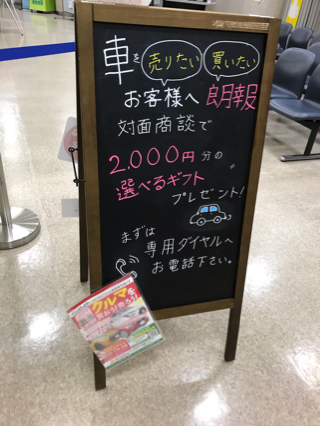 車を売りたい 買いたい
お客様へ 朗報
対面商談で
2,000円分の
選べるギフト
プレゼント!
まずは
専用ダイヤルへ
お電話下さい。
クルマを